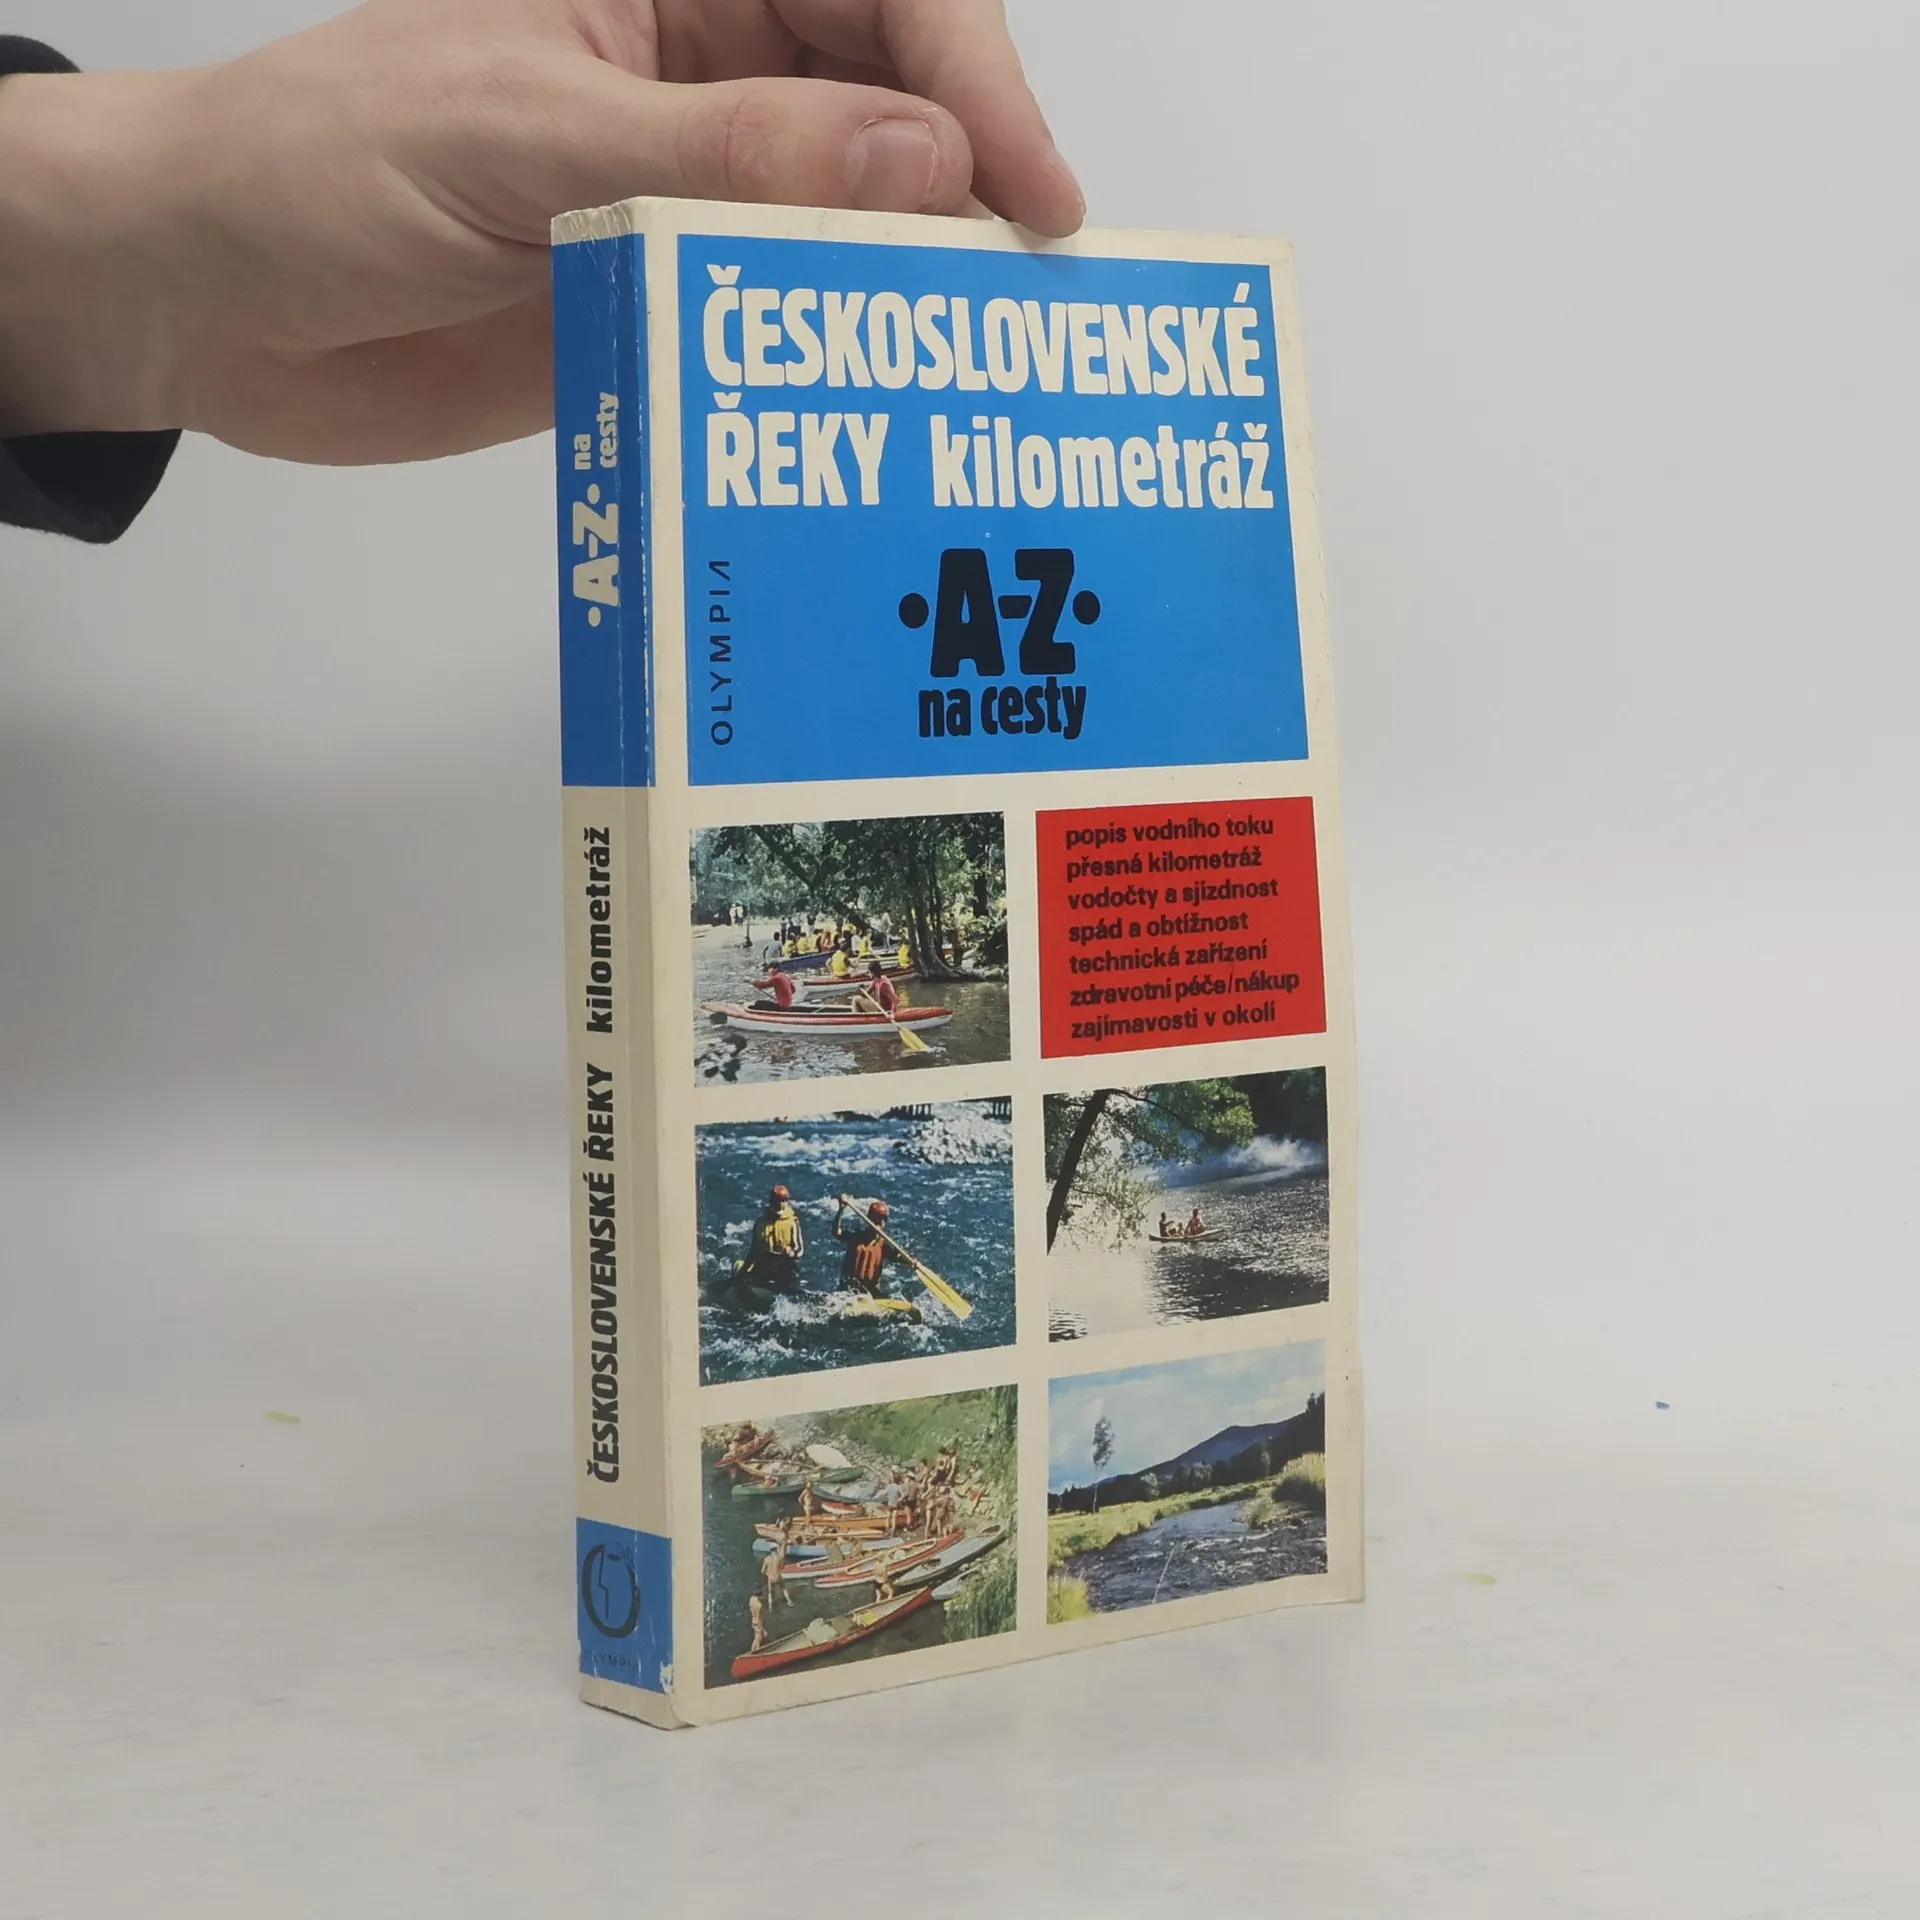 ČESKOSLOVENSKÉ
ŘEKY kilometráž
•A-Z•
na cesty
OLYMPIA
popis vodního toku
přesná kilometráž
vodočty a sjízdnost
spád a obtížnost
technická zařízení
zdravotní péče/nákup
zajímavosti v okolí
•A-Z• na
cesty
ČESKOSLOVENSKÉ ŘEKY kilometráž